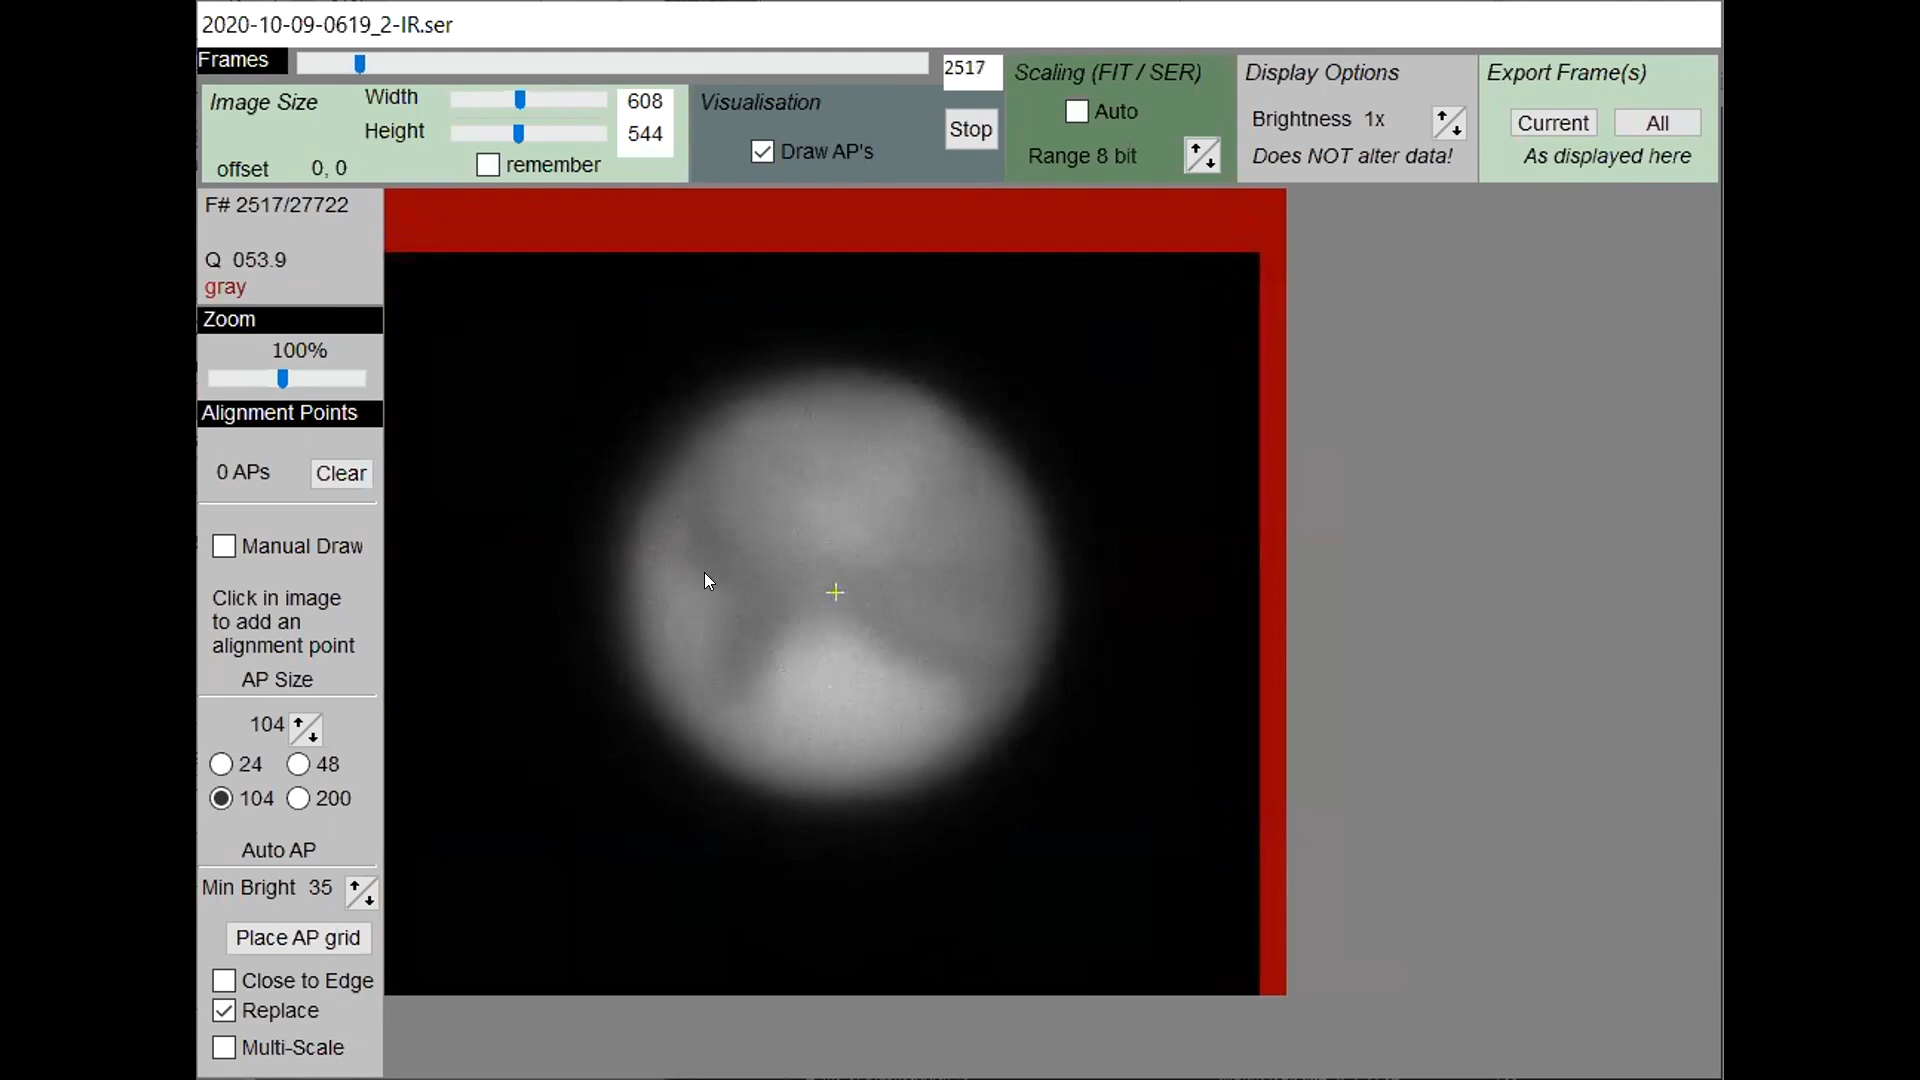 2020-10-09-0619_2-IR.ser
Frames
2517
Image Size
Width
608
Height
544
offset 0, 0
remember
Visualisation
Draw AP's
Stop
Scaling (FIT / SER)
Auto
Range 8 bit
Display Options
Brightness 1x
Does NOT alter data!
Export Frame(s)
Current All
As displayed here
F# 2517/27722
Q 053.9
gray
Zoom
100%
Alignment Points
0 APs Clear
Manual Draw
Click in image
to add an
alignment point
AP Size
104
24 48
104 200
Auto AP
Min Bright 35
Place AP grid
Close to Edge
Replace
Multi-Scale